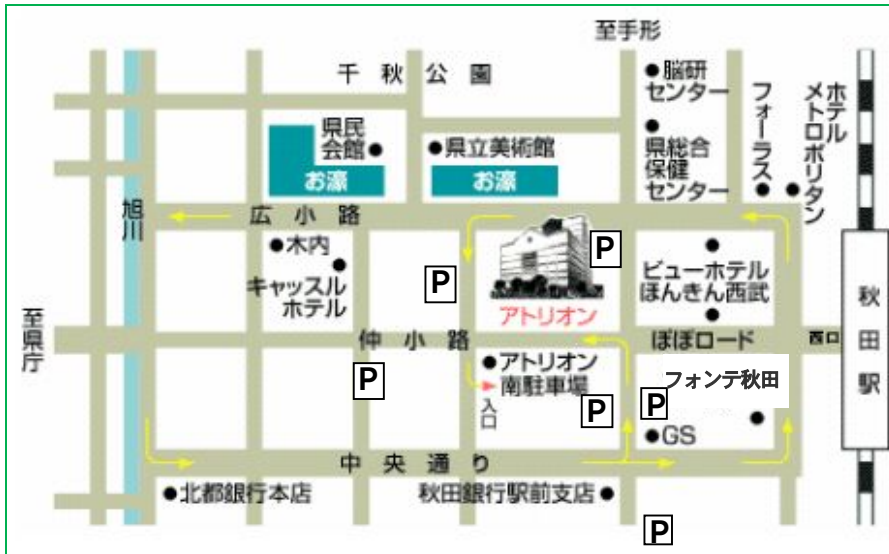 至手形
千秋公園
脳研
センター
フォーラス
ホテル
メトロポリタン
県民
会館
県立美術館
県総合
保健
センター
お濠
お濠
旭川
広小路
木内
キャッスル
ホテル
P
P
アトリオン
ビューホテル
ほんきん西武
秋田駅
至県庁
仲小路
ぽぽロード
西口
P
アトリオン
南駐車場
入口
P
P
フォンテ秋田
GS
中央通り
北都銀行本店
秋田銀行駅前支店
P